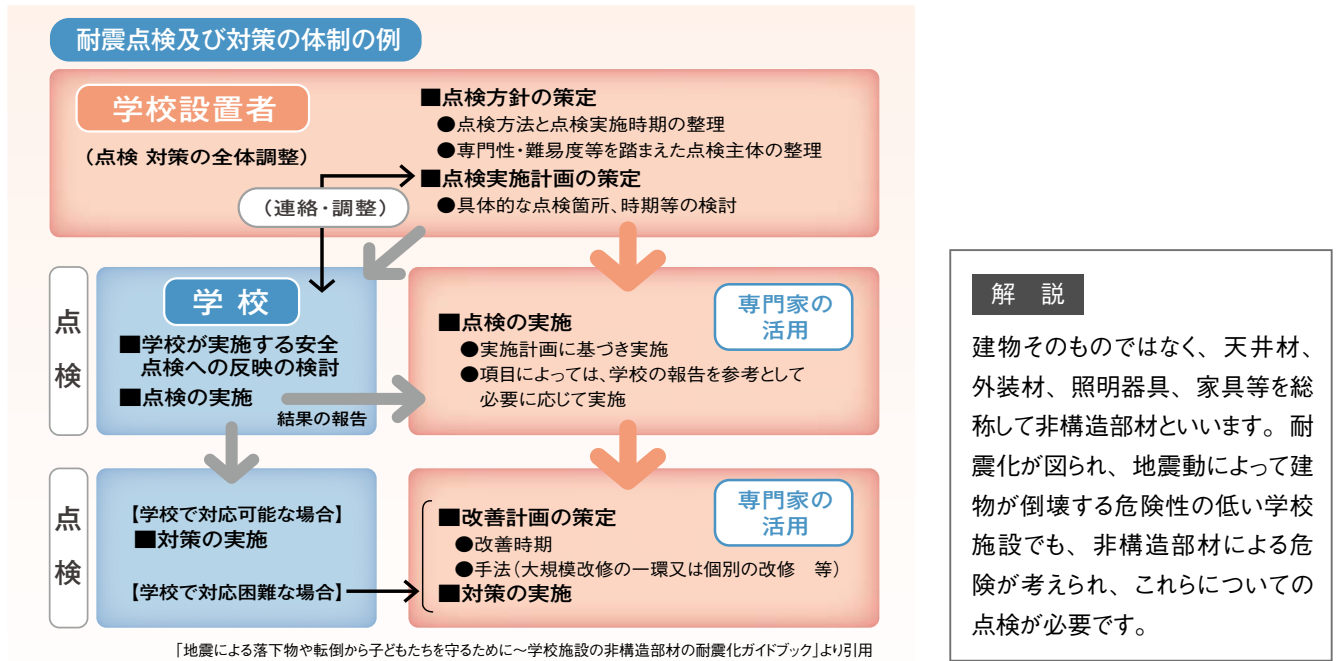 耐震点検及び対策の体制の例
学校設置者
(点検 対策の全体調整)
■点検方針の策定
●点検方法と点検実施時期の整理
●専門性・難易度等を踏まえた点検主体の整理
■点検実施計画の策定
●具体的な点検箇所、時期等の検討
(連絡・調整)
点
検
学 校
■学校が実施する安全
点検への反映の検討
■点検の実施
結果の報告
専門家の
活用
■点検の実施
●実施計画に基づき実施
●項目によっては、学校の報告を参考として
必要に応じて実施
点
検
【学校で対応可能な場合】
■対策の実施
【学校で対応困難な場合】
専門家の
活用
■改善計画の策定
●改善時期
●手法(大規模改修の一環又は個別の改修 等)
■対策の実施
「地震による落下物や転倒から子どもたちを守るために~学校施設の非構造部材の耐震化ガイドブック」より引用
解 説
建物そのものではなく、天井材、
外装材、照明器具、家具等を総
称して非構造部材といいます。耐
震化が図られ、地震動によって建
物が倒壊する危険性の低い学校
施設でも、非構造部材による危
険が考えられ、これらについての
点検が必要です。